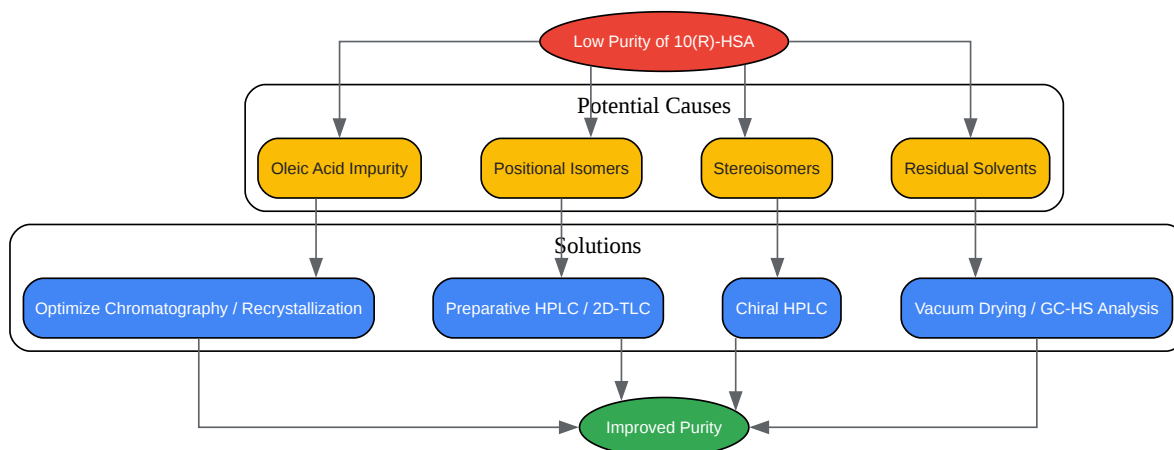 Low Purity of 10(R)-HSA
Potential Causes
Oleic Acid Impurity
Positional Isomers
Stereoisomers
Residual Solvents
Solutions
Optimize Chromatography / Recrystallization
Preparative HPLC / 2D-TLC
Chiral HPLC
Vacuum Drying / GC-HS Analysis
Improved Purity